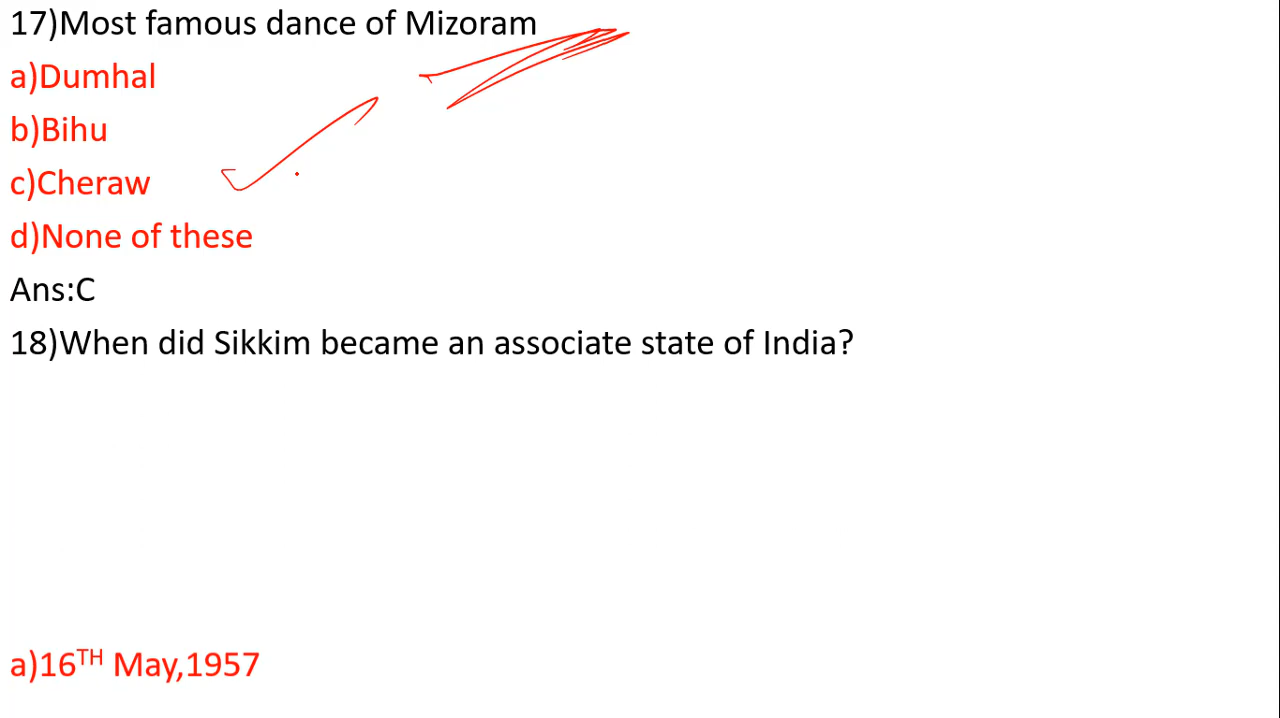 17)Most famous dance of Mizoram
a)Dumhal
b)Bihu
c)Cheraw
d)None of these
Ans:C
18)When did Sikkim became an associate state of India?
a)16TH May,1957